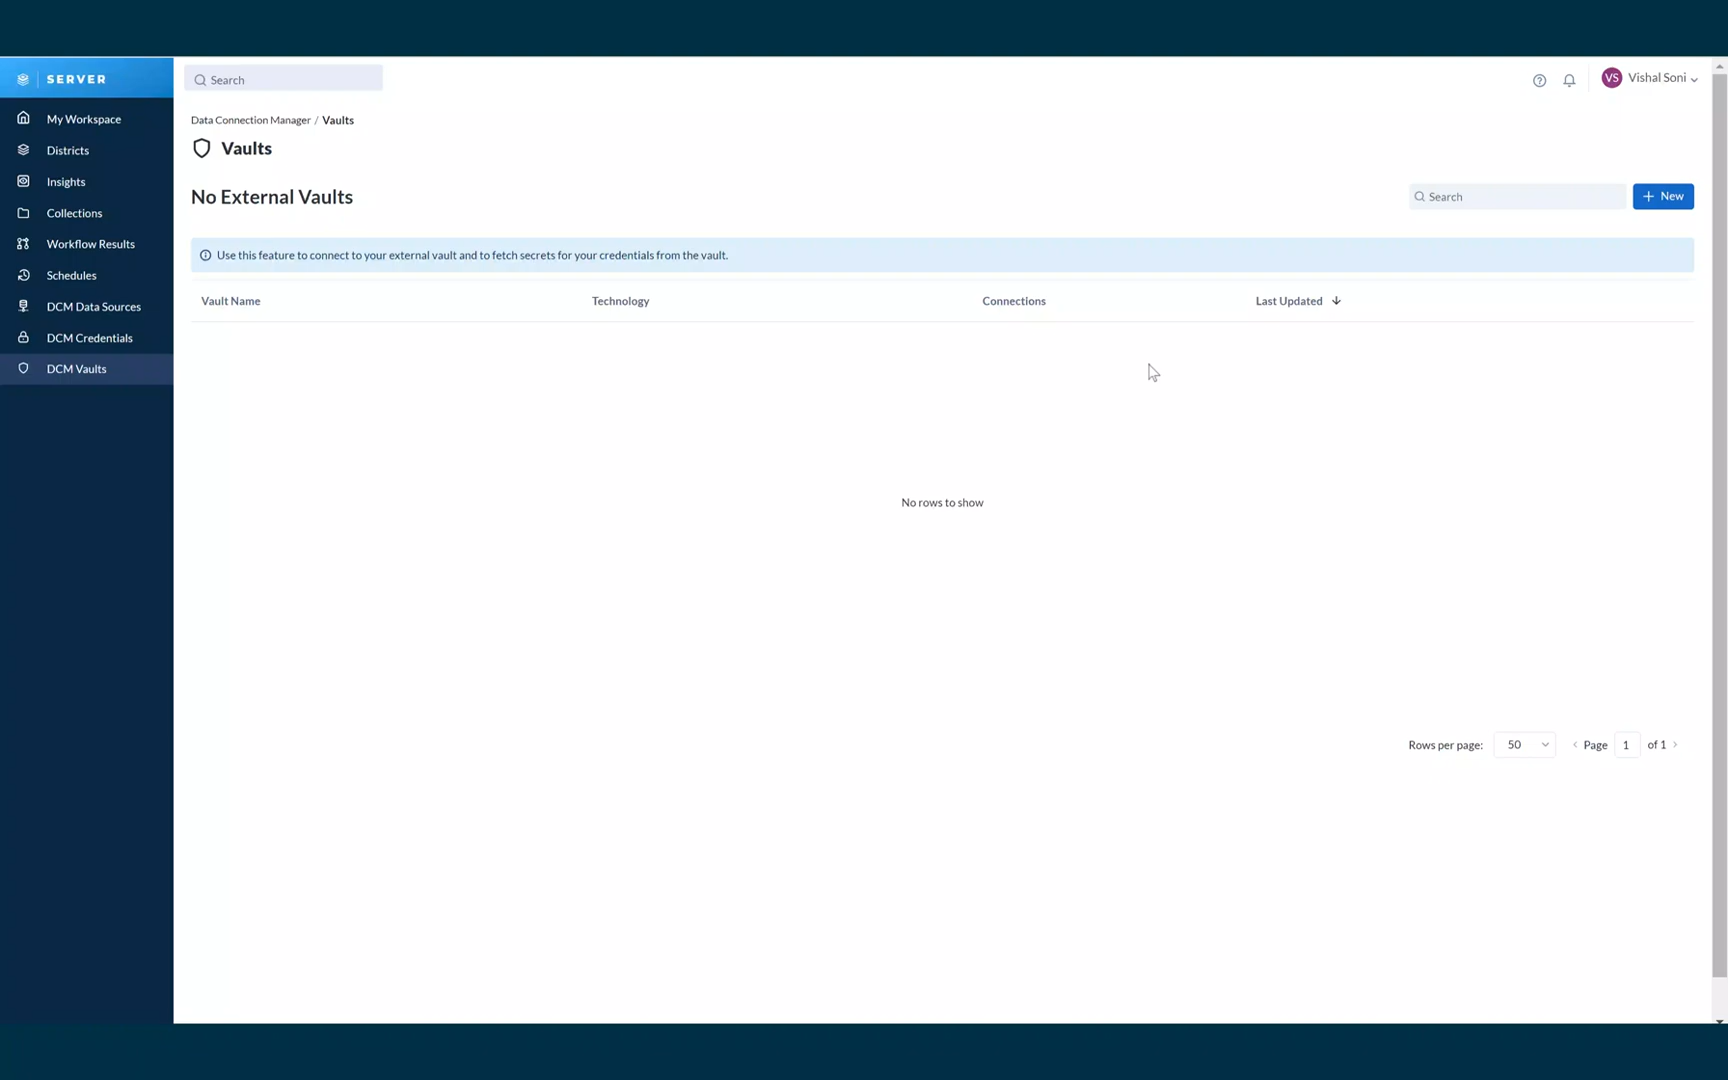 SERVER
Search
VS Vishal Soni
My Workspace
Districts
Insights
Collections
Workflow Results
Schedules
DCM Data Sources
DCM Credentials
DCM Vaults
Data Connection Manager / Vaults
Vaults
No External Vaults
Search
+ New
Use this feature to connect to your external vault and to fetch secrets for your credentials from the vault.
Vault Name Technology Connections Last Updated
No rows to show
Rows per page: 50 Page 1 of 1